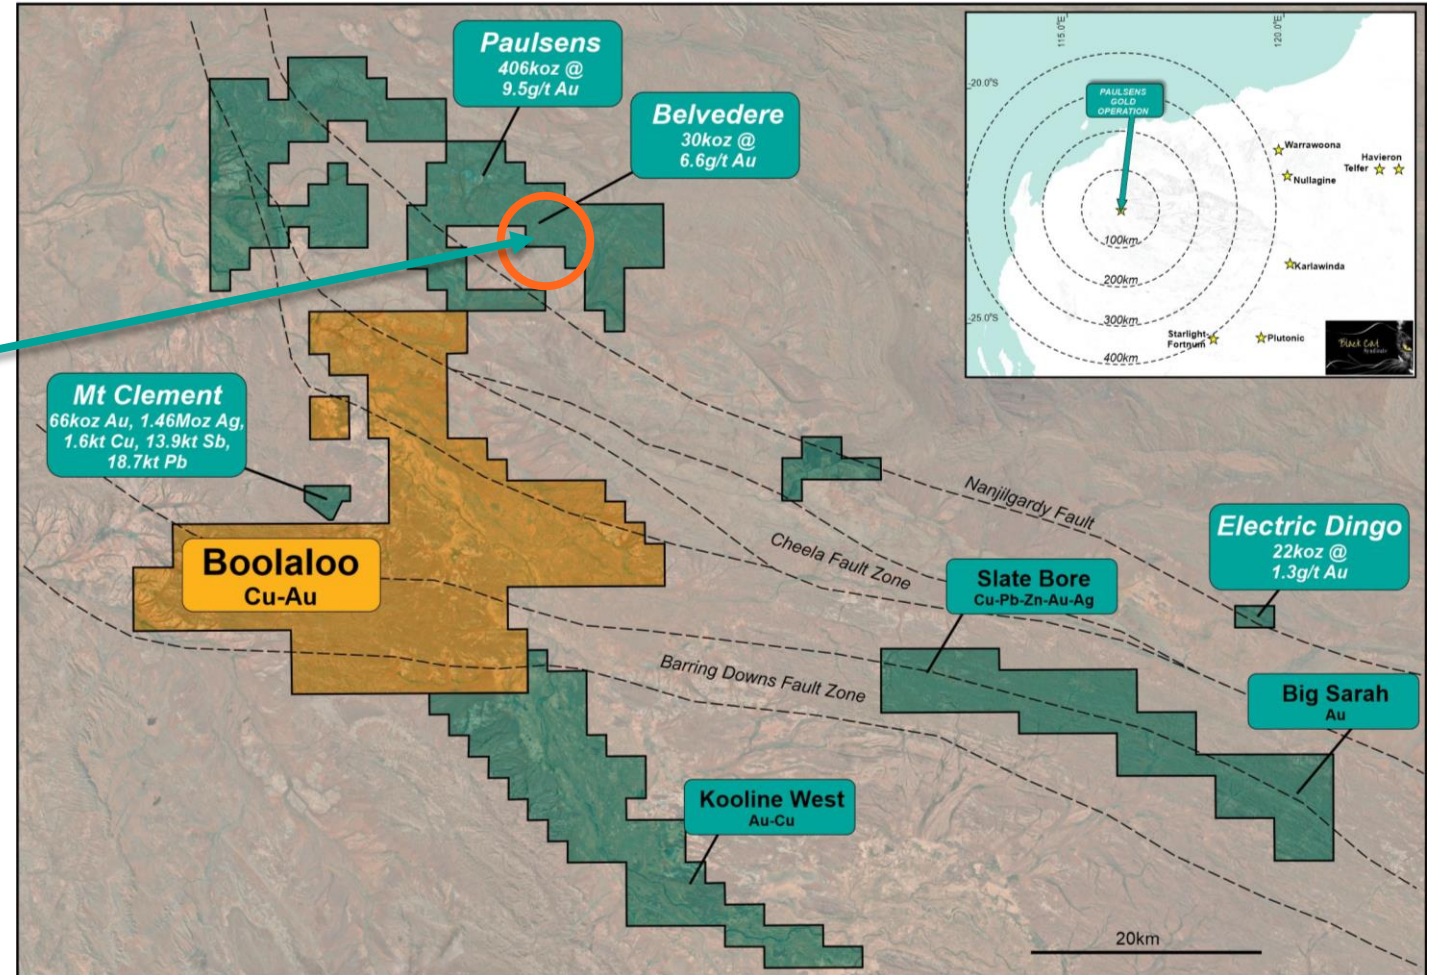 Paulsens
406koz @
9.5g/t Au
Belvedere
30koz @
6.6g/t Au
115.0°E
120.0°E
-20.0°S
-25.0°S
PAULSENS
GOLD
OPERATION
Warrawoona
Nullagine
Havieron
Telfer
Karlawinda
Plutonic
Starlight-
Fortnum
100km
200km
300km
400km
Black Cat
Syndicate
Mt Clement
66koz Au, 1.46Moz Ag,
1.6kt Cu, 13.9kt Sb,
18.7kt Pb
Boolaloo
Cu-Au
Nanjilgardy Fault
Cheela Fault Zone
Barring Downs Fault Zone
Electric Dingo
22koz @
1.3g/t Au
Slate Bore
Cu-Pb-Zn-Au-Ag
Big Sarah
Au
Kooline West
Au-Cu
20km